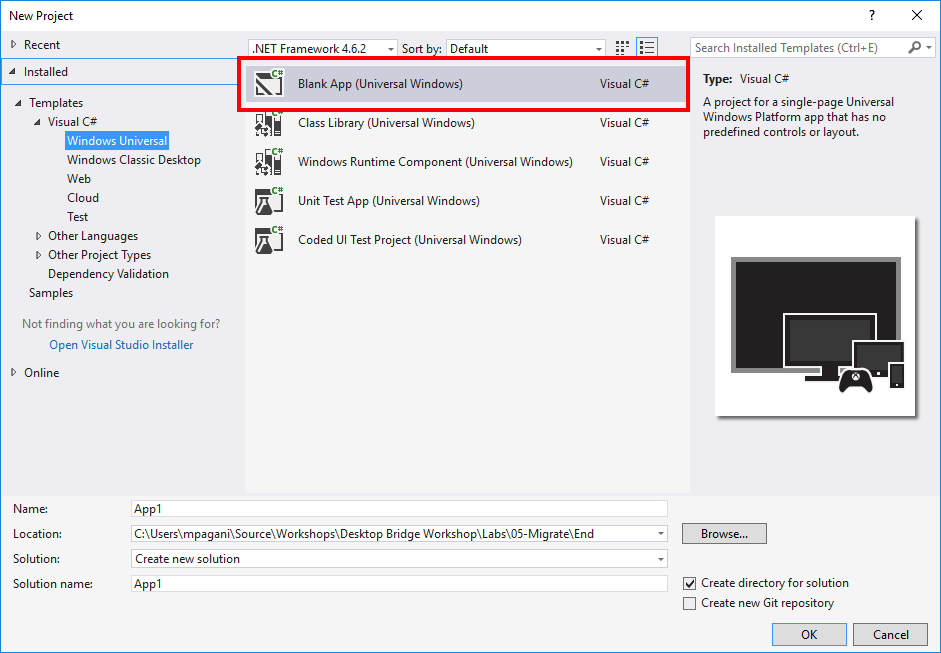 New Project
?
Recent
.NET Framework 4.6.2
Sort by:
Default
Search Installed Templates (Ctrl+E)
Installed
Templates
Visual C#
Windows Universal
Windows Classic Desktop
Web
Cloud
Test
Other Languages
Other Project Types
Dependency Validation
Samples
Not finding what you are looking for?
Open Visual Studio Installer
Online
C# Blank App (Universal Windows) Visual C#
C# Class Library (Universal Windows) Visual C#
C# Windows Runtime Component (Universal Windows) Visual C#
C# Unit Test App (Universal Windows) Visual C#
C# Coded UI Test Project (Universal Windows) Visual C#
Type: Visual C#
A project for a single-page Universal
Windows Platform app that has no
predefined controls or layout.
Name: App1
Location: C:\Users\mpagani\Source\Workshops\Desktop Bridge Workshop\Labs\05-Migrate\End
Browse...
Solution: Create new solution
Solution name: App1
Create directory for solution
Create new Git repository
OK
Cancel